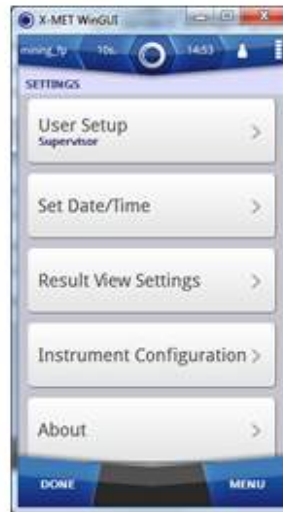 X-MET WinGUI
mining_fp 10s. 14:53
SETTINGS
User Setup
Supervisor
Set Date/Time
Result View Settings
Instrument Configuration
About
DONE MENU